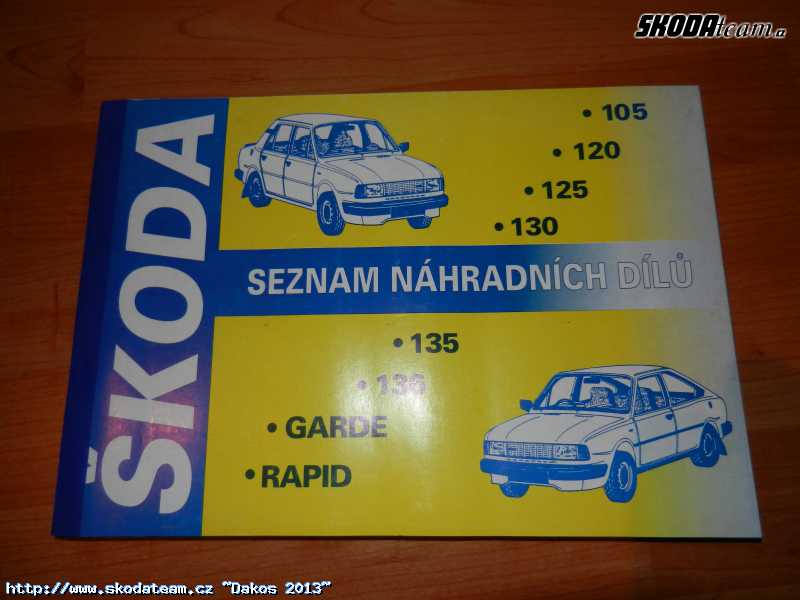 SKODAteam.cz
ŠKODA
• 105
• 120
• 125
• 130
SEZNAM NÁHRADNÍCH DÍLŮ
• 135
• 136
• GARDE
• RAPID
http://www.skodateam.cz "Dakos 2013"